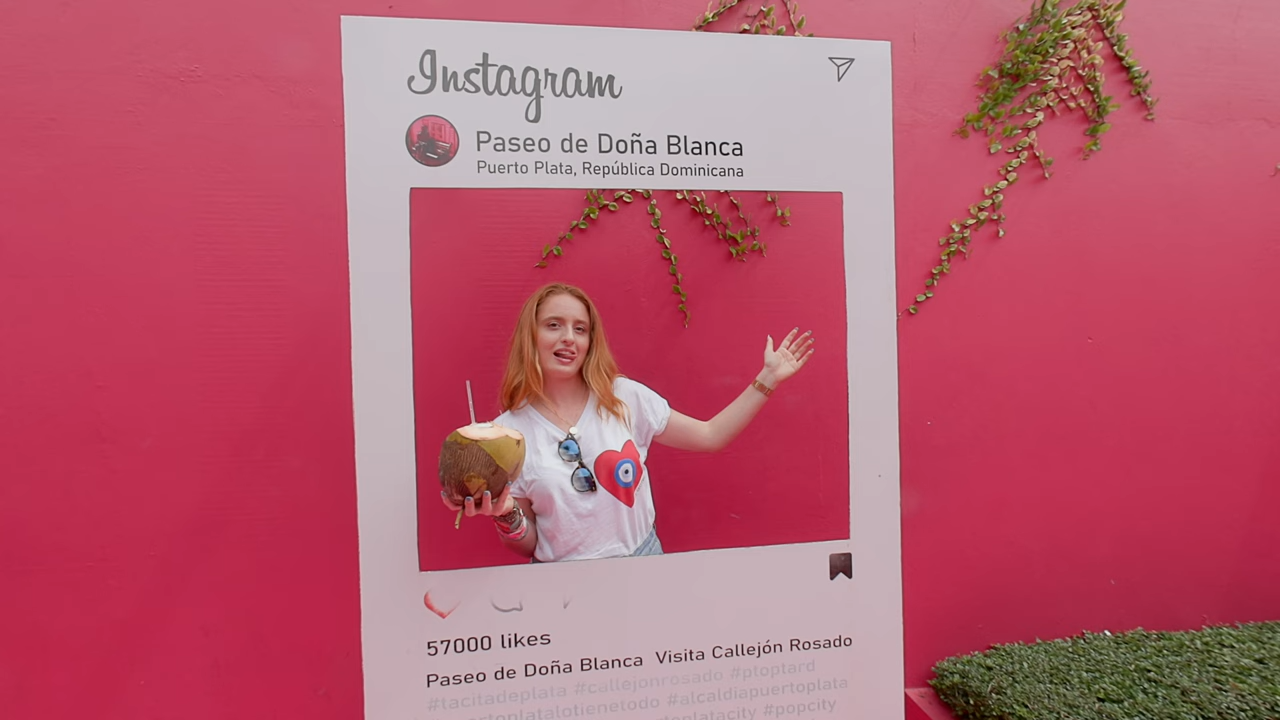 Instagram
Paseo de Doña Blanca
Puerto Plata, República Dominicana
57000 likes
Paseo de Doña Blanca Visita Callejón Rosado
#tacitadeplata #callejonrosado #ptoptard
#alcaldiapuertoplata
#popcity